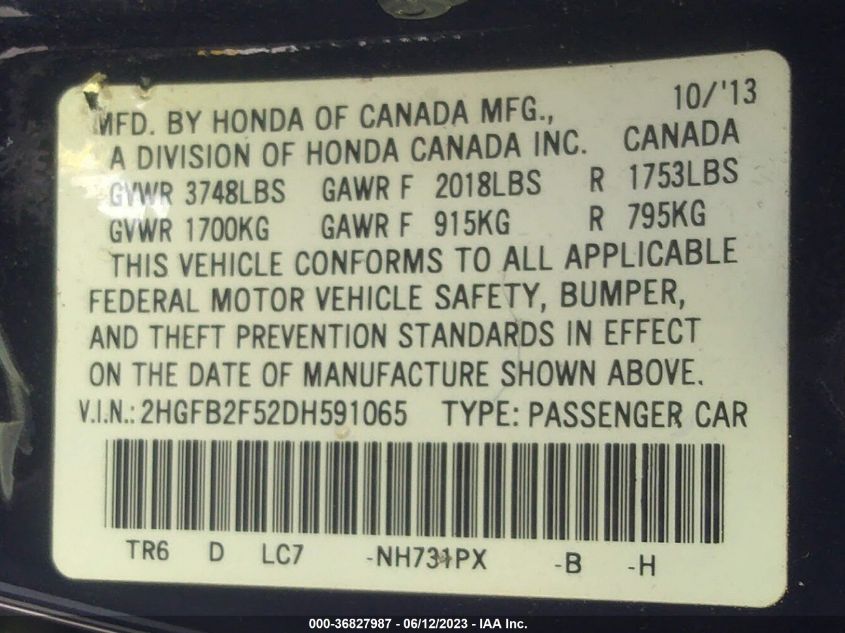 10/'13
MFD. BY HONDA OF CANADA MFG.,
A DIVISION OF HONDA CANADA INC. CANADA
GVWR 3748LBS GAWR F 2018LBS R 1753LBS
GVWR 1700KG GAWR F 915KG R 795KG
THIS VEHICLE CONFORMS TO ALL APPLICABLE
FEDERAL MOTOR VEHICLE SAFETY, BUMPER,
AND THEFT PREVENTION STANDARDS IN EFFECT
ON THE DATE OF MANUFACTURE SHOWN ABOVE.
V.I.N.: 2HGFB2F52DH591065 TYPE: PASSENGER CAR
TR6 D LC7 -NH731PX -B -H
000-36827987 - 06/12/2023 - IAA Inc.